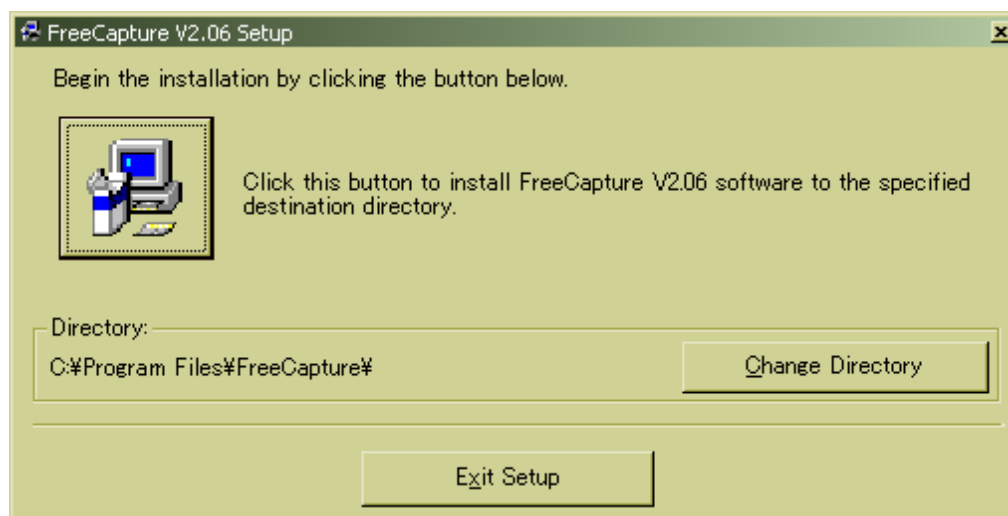 FreeCapture V2.06 Setup
Begin the installation by clicking the button below.
Click this button to install FreeCapture V2.06 software to the specified
destination directory.
Directory:
C:¥Program Files¥FreeCapture¥
Change Directory
Exit Setup